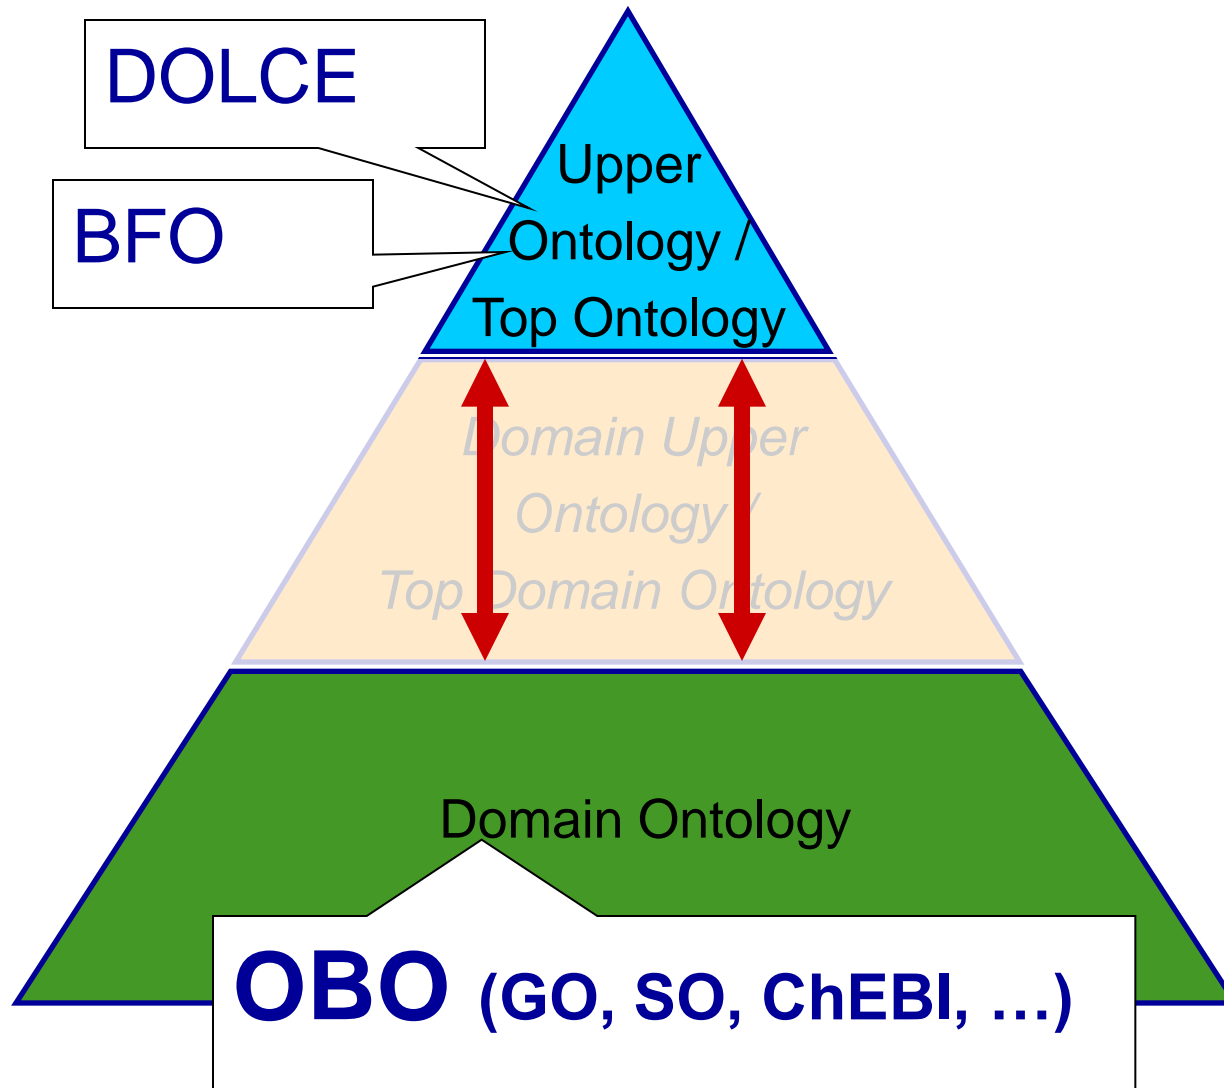 DOLCE
BFO
Upper
Ontology /
Top Ontology
Domain Upper
Ontology /
Top Domain Ontology
Domain Ontology
OBO (GO, SO, ChEBI, …)